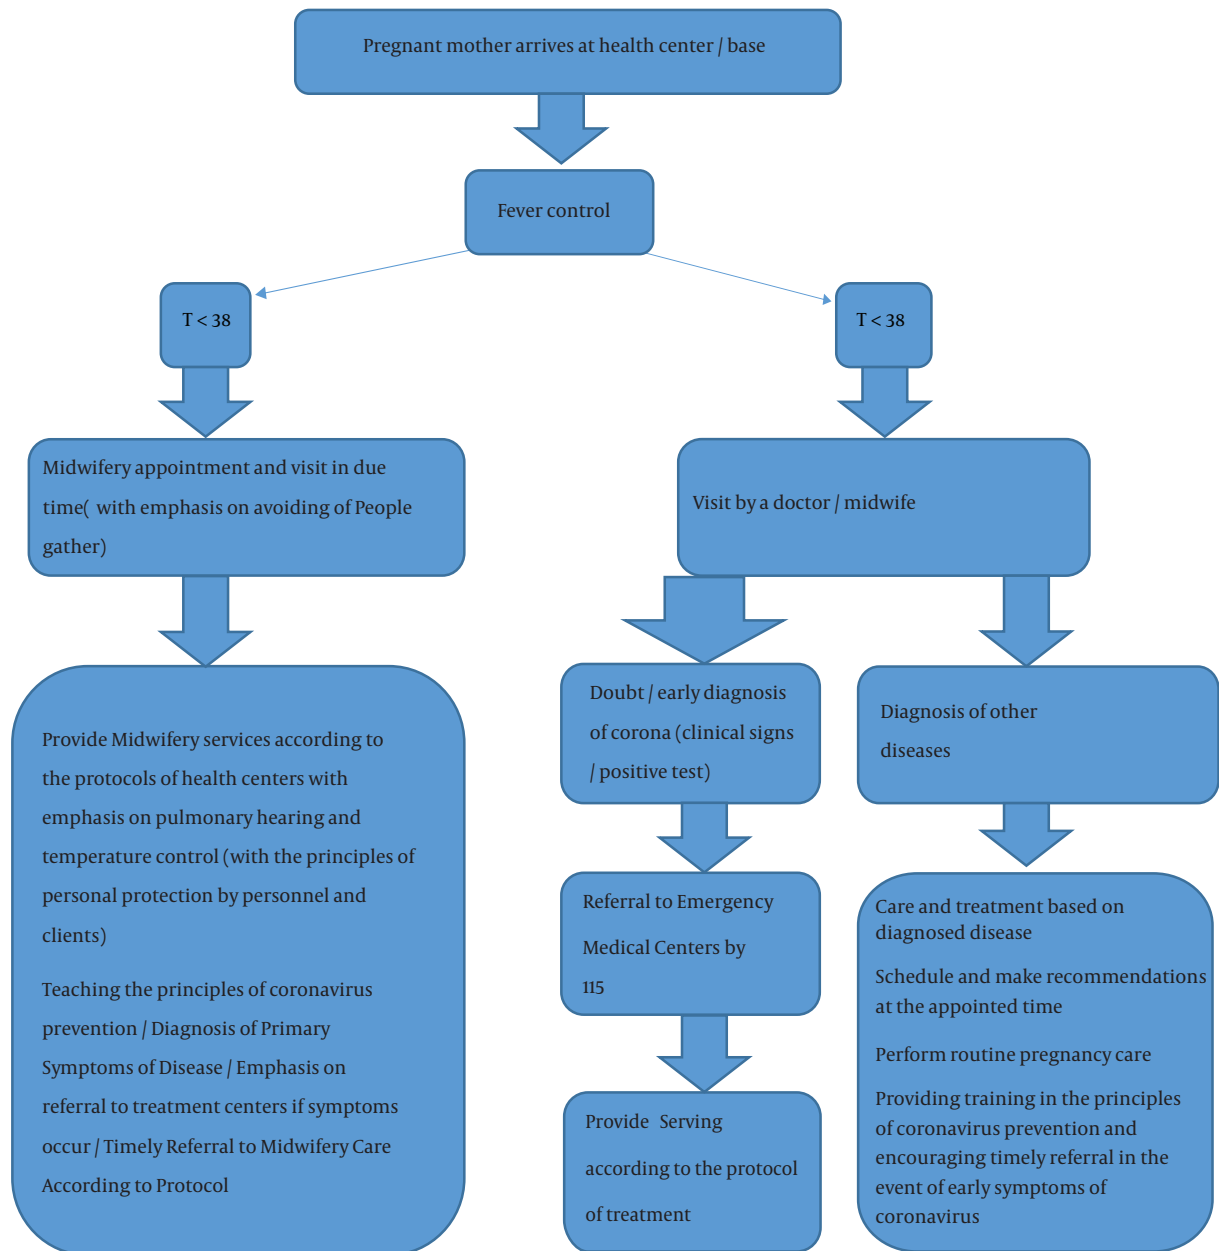 Pregnant mother arrives at health center / base
Fever control
T < 38
T < 38
Midwifery appointment and visit in due
time( with emphasis on avoiding of People
gather)
Visit by a doctor / midwife
Provide Midwifery services according to
the protocols of health centers with
emphasis on pulmonary hearing and
temperature control (with the principles of
personal protection by personnel and
clients)
Teaching the principles of coronavirus
prevention / Diagnosis of Primary
Symptoms of Disease / Emphasis on
referral to treatment centers if symptoms
occur / Timely Referral to Midwifery Care
According to Protocol
Doubt / early diagnosis
of corona (clinical signs
/ positive test)
Referral to Emergency
Medical Centers by
115
Provide Serving
according to the protocol
of treatment
Diagnosis of other
diseases
Care and treatment based on
diagnosed disease
Schedule and make recommendations
at the appointed time
Perform routine pregnancy care
Providing training in the principles
of coronavirus prevention and
encouraging timely referral in the
event of early symptoms of
coronavirus